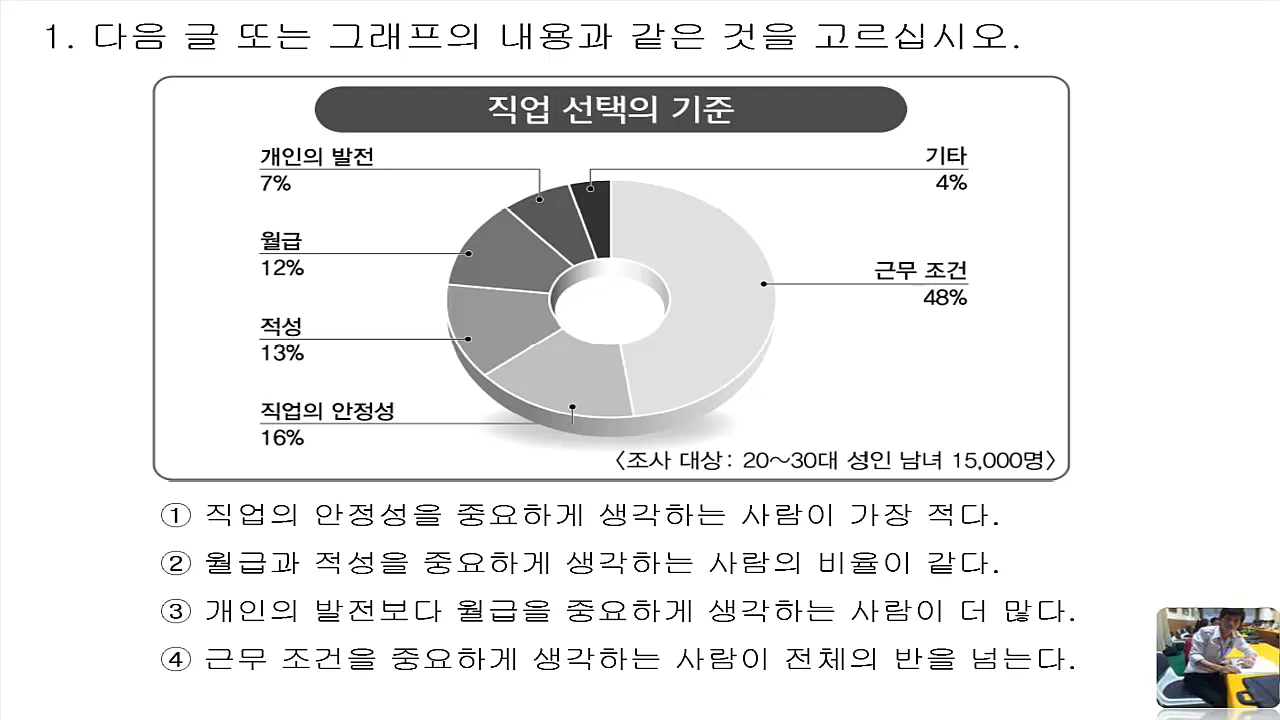 1. 다음 글 또는 그래프의 내용과 같은 것을 고르십시오.
직업 선택의 기준
개인의 발전
7%
기타
4%
월급
12%
근무 조건
48%
적성
13%
직업의 안정성
16%
〈조사 대상: 20~30대 성인 남녀 15,000명〉
① 직업의 안정성을 중요하게 생각하는 사람이 가장 적다.
② 월급과 적성을 중요하게 생각하는 사람의 비율이 같다.
③ 개인의 발전보다 월급을 중요하게 생각하는 사람이 더 많다.
④ 근무 조건을 중요하게 생각하는 사람이 전체의 반을 넘는다.